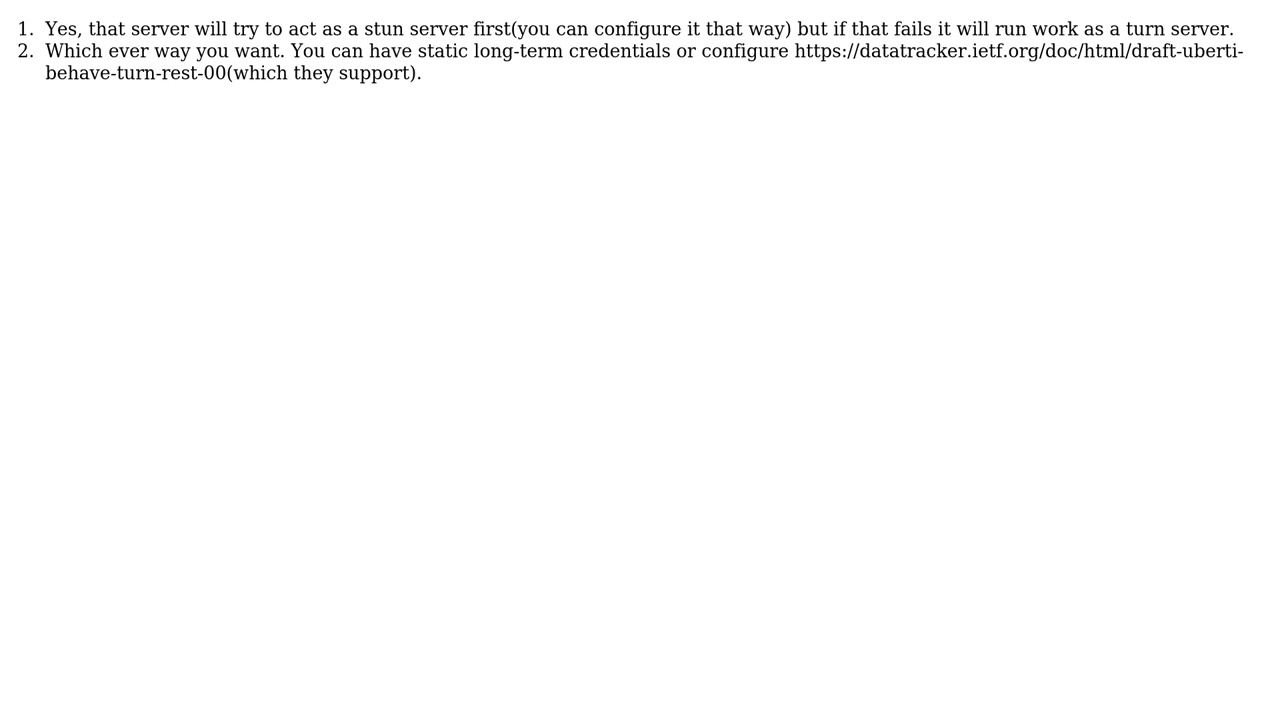 1. Yes, that server will try to act as a stun server first(you can configure it that way) but if that fails it will run work as a turn server.
2. Which ever way you want. You can have static long-term credentials or configure https://datatracker.ietf.org/doc/html/draft-uberti-
behave-turn-rest-00(which they support).